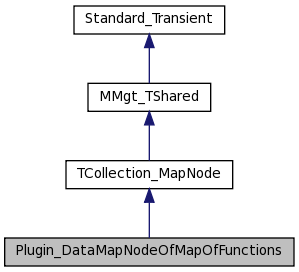 Standard_Transient
MMgt_TShared
TCollection_MapNode
Plugin_DataMapNodeOfMapOfFunctions